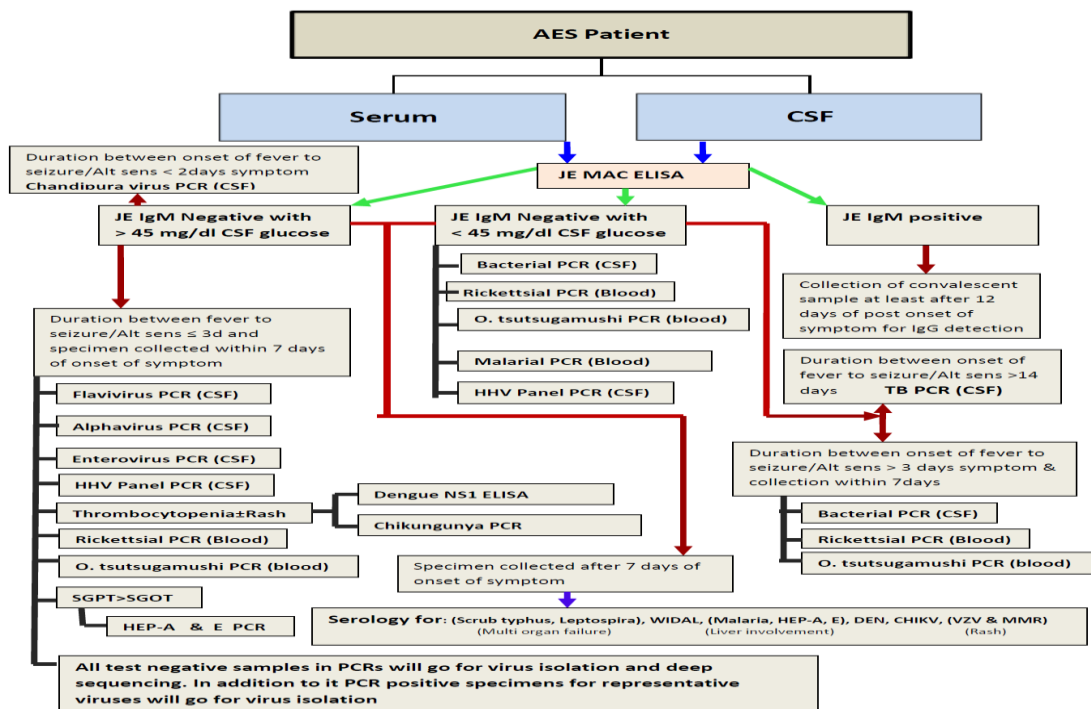 AES Patient
Serum
CSF
Duration between onset of fever to
seizure/Alt sens < 2days symptom
Chandipura virus PCR (CSF)
JE MAC ELISA
JE IgM Negative with
> 45 mg/dl CSF glucose
JE IgM Negative with
< 45 mg/dl CSF glucose
JE IgM positive
Bacterial PCR (CSF)
Rickettsial PCR (Blood)
O. tsutsugamushi PCR (blood)
Malarial PCR (Blood)
HHV Panel PCR (CSF)
Collection of convalescent
sample at least after 12
days of post onset of
symptom for IgG detection
Duration between fever to
seizure/Alt sens ≤ 3d and
specimen collected within 7 days
of onset of symptom
Duration between onset of
fever to seizure/Alt sens >14
days TB PCR (CSF)
Flavivirus PCR (CSF)
Alphavirus PCR (CSF)
Enterovirus PCR (CSF)
HHV Panel PCR (CSF)
Thrombocytopenia±Rash
Dengue NS1 ELISA
Chikungunya PCR
Rickettsial PCR (Blood)
O. tsutsugamushi PCR (blood)
SGPT>SGOT
HEP-A & E PCR
Duration between onset of fever to
seizure/Alt sens > 3 days symptom &
collection within 7days
Bacterial PCR (CSF)
Rickettsial PCR (Blood)
O. tsutsugamushi PCR (blood)
Specimen collected after 7 days of
onset of symptom
Serology for: (Scrub typhus, Leptospira), WIDAL, (Malaria, HEP-A, E), DEN, CHIKV, (VZV & MMR)
(Multi organ failure) (Liver involvement) (Rash)
All test negative samples in PCRs will go for virus isolation and deep
sequencing. In addition to it PCR positive specimens for representative
viruses will go for virus isolation